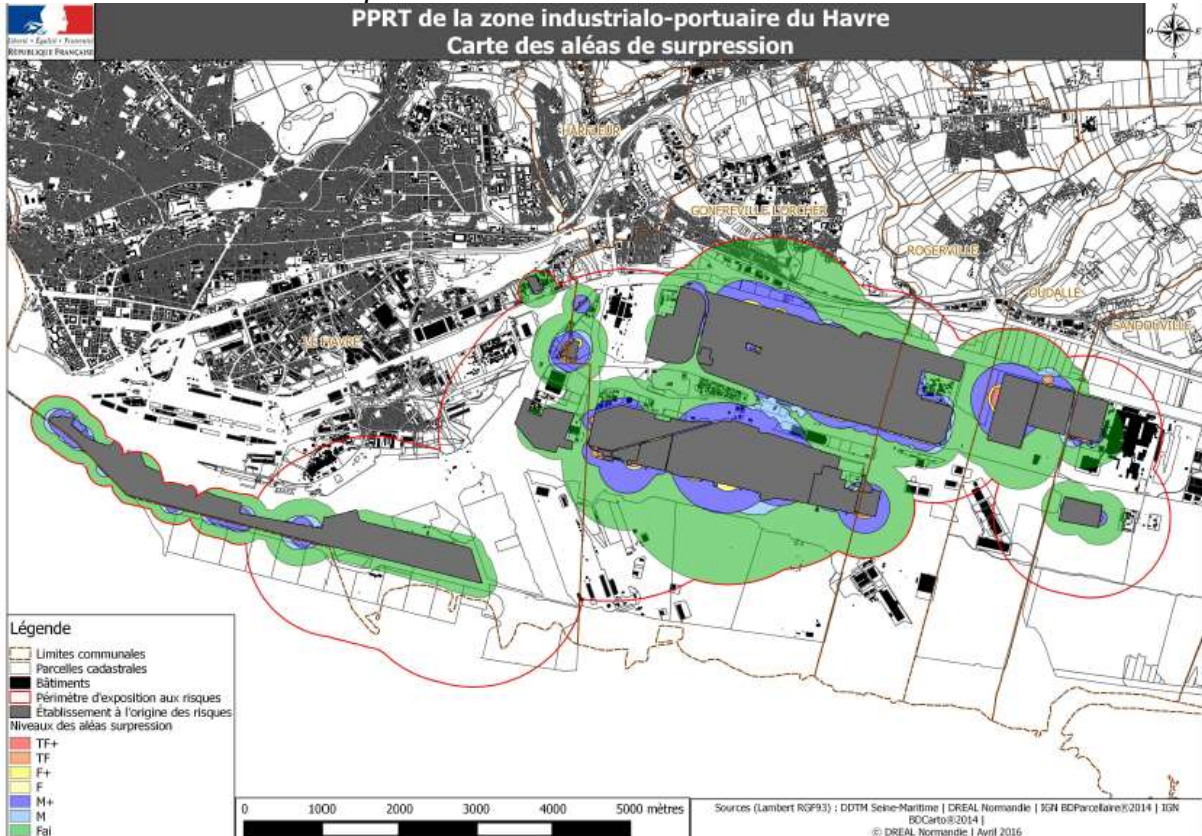 Liberté • Égalité • Fraternité
RÉPUBLIQUE FRANÇAISE
PPRT de la zone industrialo-portuaire du Havre
Carte des aléas de surpression
N
O
E
S
HARFLEUR
GONFREVILLE L'ORCHER
ROGERVILLE
OUDALLE
SANDOUVILLE
LE HAVRE
Légende
Limites communales
Parcelles cadastrales
Bâtiments
Périmètre d'exposition aux risques
Établissement à l'origine des risques
Niveaux des aléas surpression
TF+
TF
F+
F
M+
M
Fai
0 1000 2000 3000 4000 5000 mètres
Sources (Lambert RGF93) : DDTM Seine-Maritime | DREAL Normandie | IGN BDParcellaire®2014 | IGN
BDCarto®2014 |
© DREAL Normandie | Avril 2016